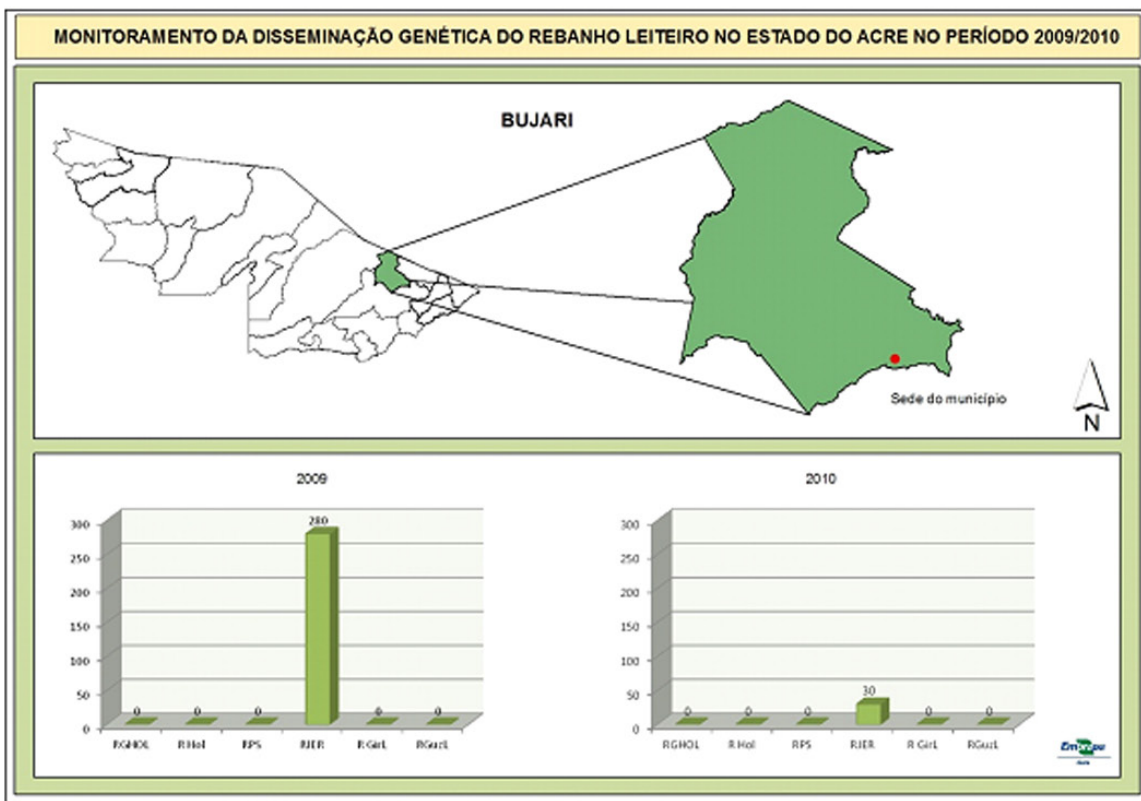 MONITORAMENTO DA DISSEMINAÇÃO GENÉTICA DO REBANHO LEITEIRO NO ESTADO DO ACRE NO PERÍODO 2009/2010
BUJARI
Sede do município
N
2009
300
250
200
150
100
50
0
0 0 0 280 0 0
RGHOL R.Hol RPS RJER R GirL RGuzL
2010
300
250
200
150
100
50
0
0 0 0 30 0 0
RGHOL R.Hol RPS RJER R GirL RGuzL
Embrapa
Acre